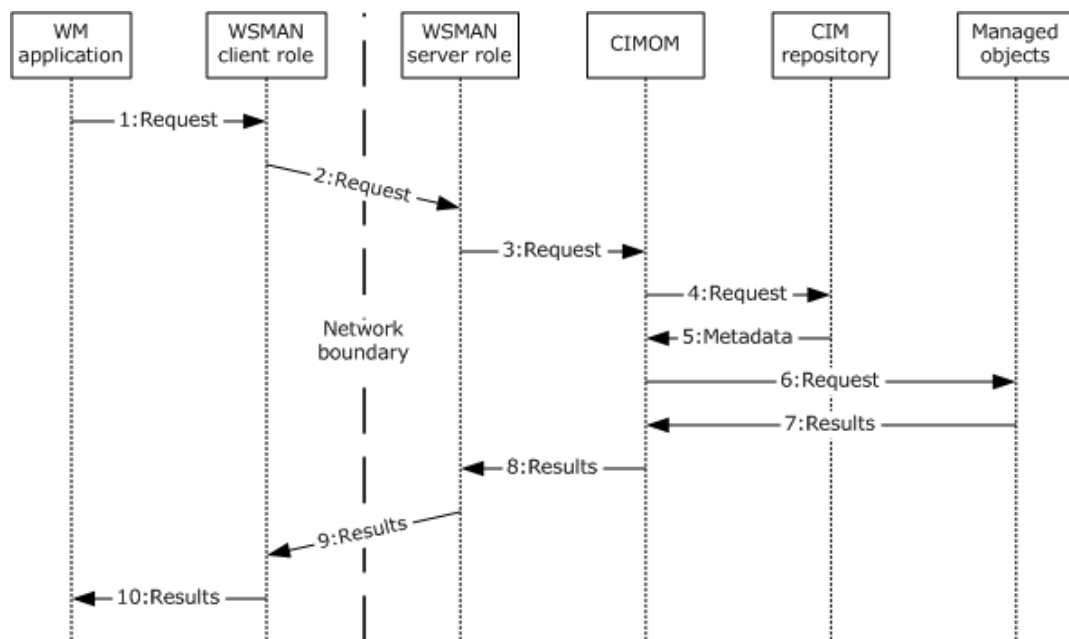 WM
application
WSMAN
client role
WSMAN
server role
CIMOM
CIM
repository
Managed
objects
1:Request
2:Request
3:Request
4:Request
Network
boundary
5:Metadata
6:Request
7:Results
8:Results
9:Results
10:Results